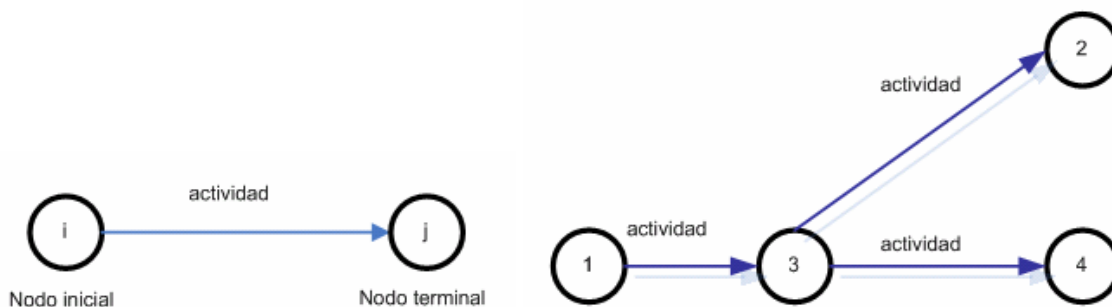 actividad
i
j
Nodo inicial
Nodo terminal
2
actividad
actividad
actividad
1
3
4